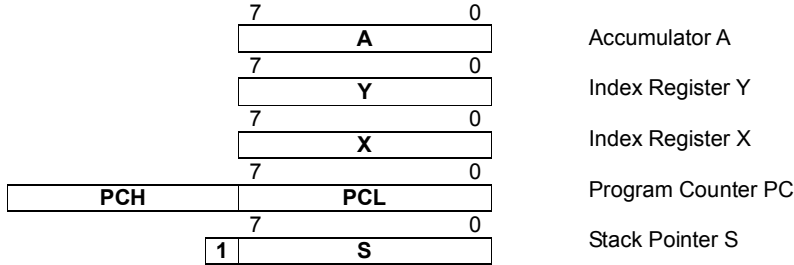 7 0
A Accumulator A
7 0
Y Index Register Y
7 0
X Index Register X
7 0
PCH PCL Program Counter PC
7 0
1 S Stack Pointer S